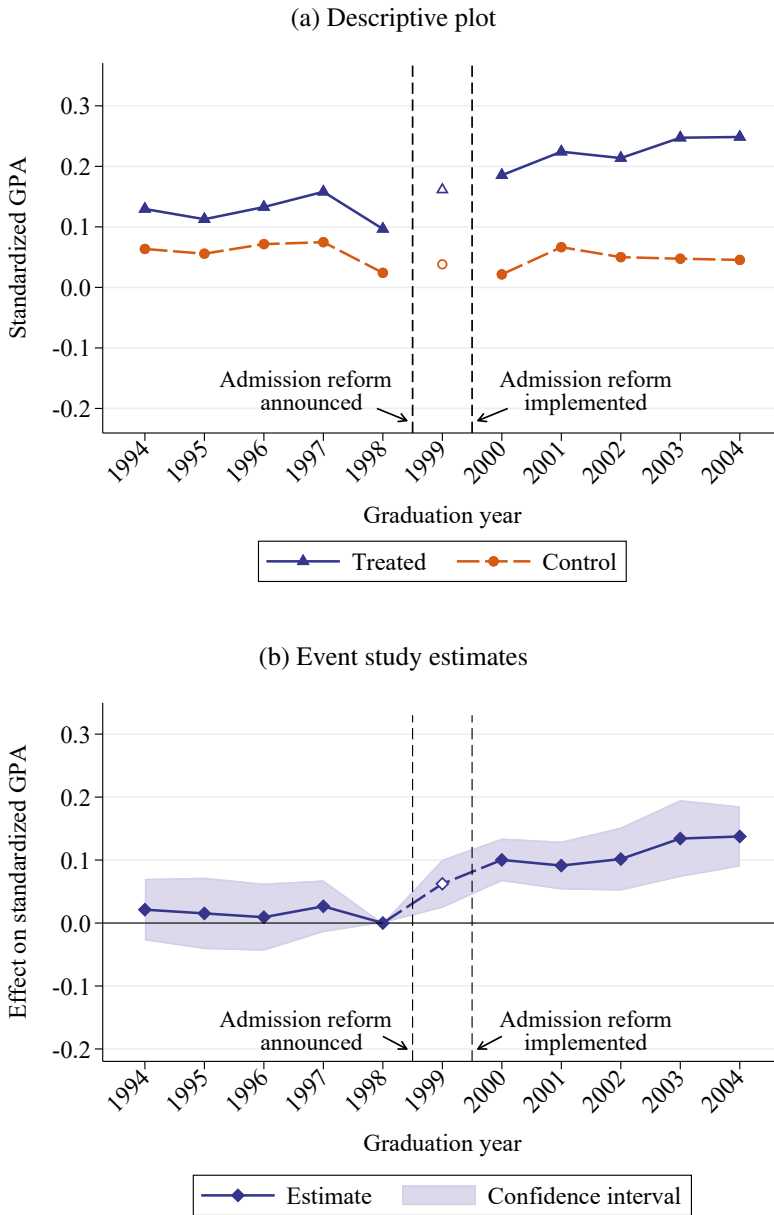 (a) Descriptive plot
Standardized GPA
0.3
0.2
0.1
0.0
-0.1
-0.2
Admission reform
announced
Admission reform
implemented
1994
1995
1996
1997
1998
1999
2000
2001
2002
2003
2004
Graduation year
Treated
Control
(b) Event study estimates
Effect on standardized GPA
0.3
0.2
0.1
0.0
-0.1
-0.2
Admission reform
announced
Admission reform
implemented
1994
1995
1996
1997
1998
1999
2000
2001
2002
2003
2004
Graduation year
Estimate
Confidence interval